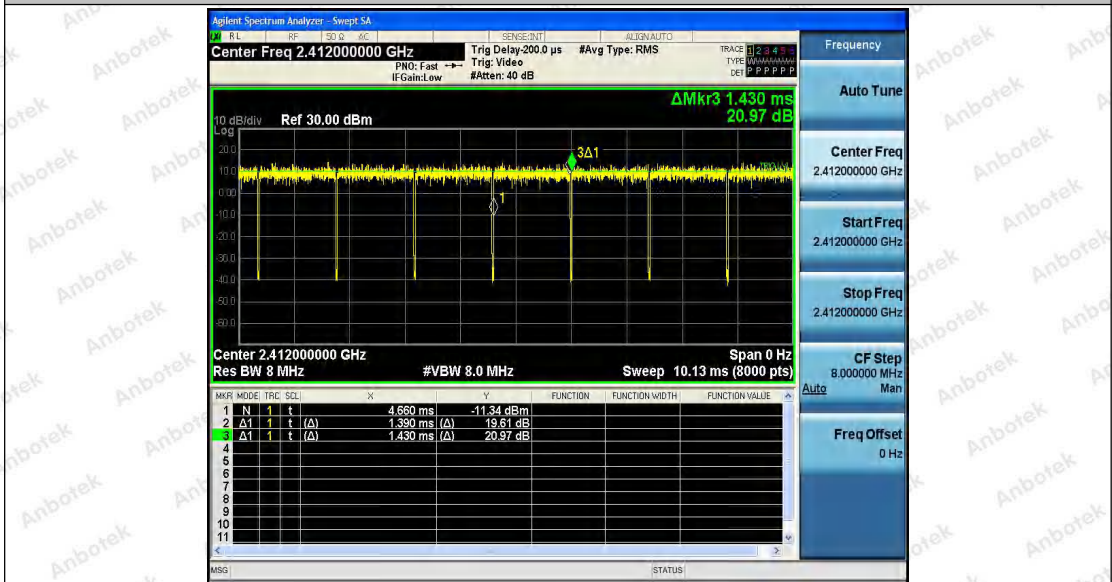 Agilent Spectrum Analyzer - Swept SA
LXI RL RF 50 Ω AC SENSE:INT ALIGN AUTO
Center Freq 2.412000000 GHz
PNO: Fast
IFGain:Low
Trig Delay-200.0 µs
Trig: Video
#Atten: 40 dB
#Avg Type: RMS
TRACE 1 2 3 4 5 6
TYPE
DET P P P P P P
ΔMkr3 1.430 ms
20.97 dB
10 dB/div Ref 30.00 dBm
Log
20.0
10.0
0.00
-10.0
-20.0
-30.0
-40.0
-50.0
-60.0
3Δ1
1
Center 2.412000000 GHz Span 0 Hz
Res BW 8 MHz #VBW 8.0 MHz Sweep 10.13 ms (8000 pts)
MKR MODE TRC SCL X Y FUNCTION FUNCTION WIDTH FUNCTION VALUE
1 N 1 t 4.660 ms -11.34 dBm
2 Δ1 1 t (Δ) 1.390 ms (Δ) 19.61 dB
3 Δ1 1 t (Δ) 1.430 ms (Δ) 20.97 dB
4
5
6
7
8
9
10
11
MSG STATUS
Frequency
Auto Tune
Center Freq
2.412000000 GHz
Start Freq
2.412000000 GHz
Stop Freq
2.412000000 GHz
CF Step
8.000000 MHz
Auto Man
Freq Offset
0 Hz
Anbotek